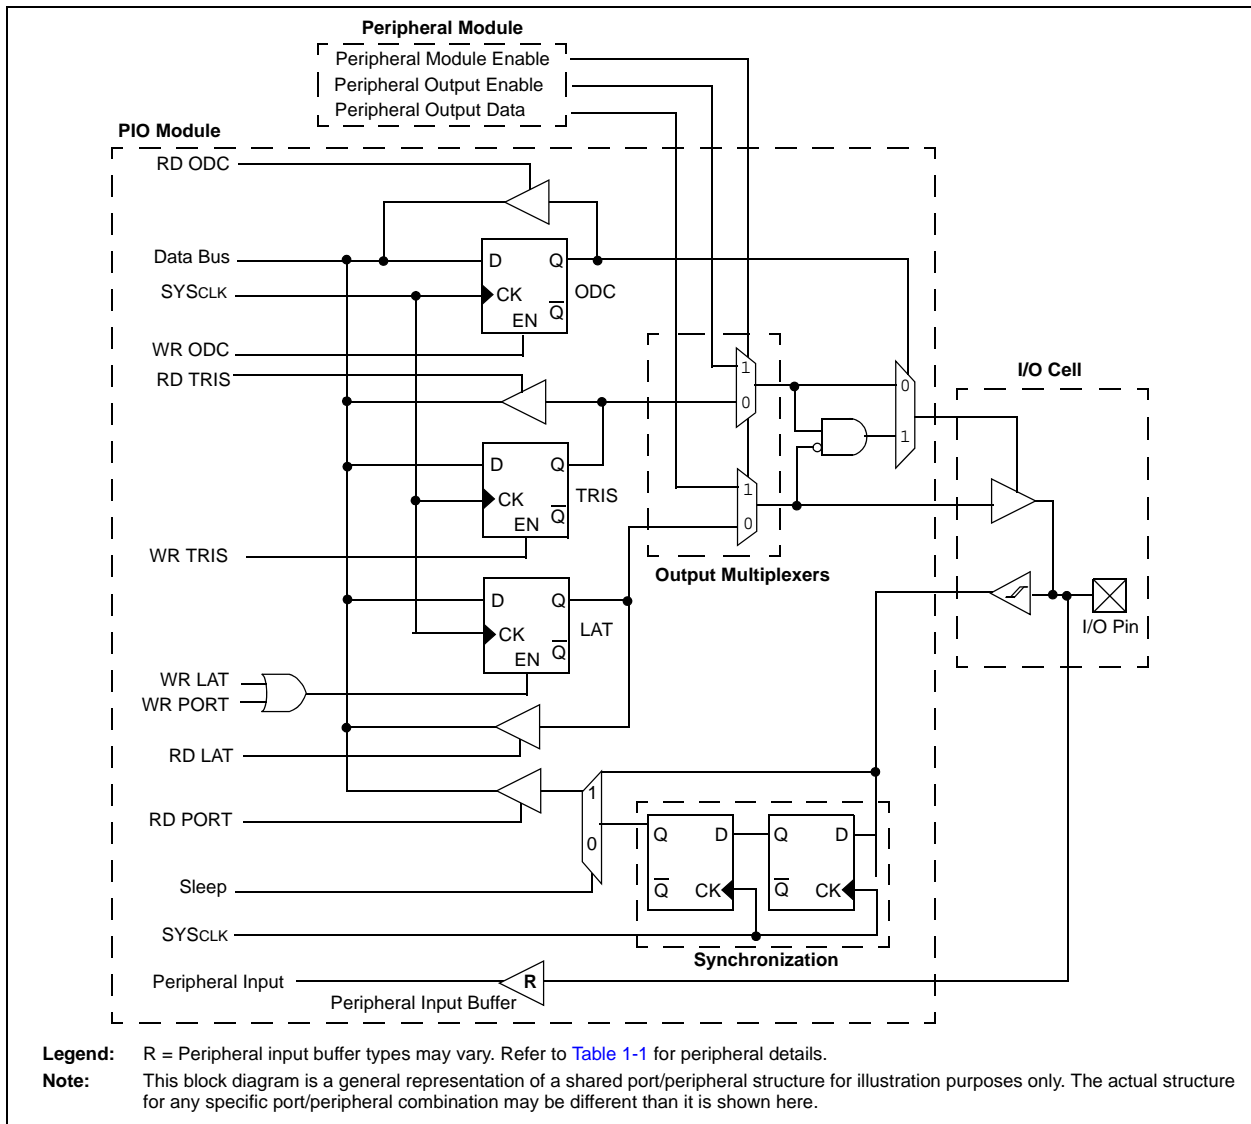 Peripheral Module
Peripheral Module Enable
Peripheral Output Enable
Peripheral Output Data
PIO Module
RD ODC
Data Bus
D Q
SYSCLK
CK
ODC
Q
EN
WR ODC
RD TRIS
1
0
0
1
I/O Cell
D Q
TRIS
CK
Q
EN
WR TRIS
1
0
Output Multiplexers
D Q
LAT
CK
Q
EN
I/O Pin
WR LAT
WR PORT
RD LAT
1
0
RD PORT
Q D
Q D
Q CK
Q CK
Sleep
SYSCLK
Synchronization
Peripheral Input
R
Peripheral Input Buffer
Legend: R = Peripheral input buffer types may vary. Refer to Table 1-1 for peripheral details.
Note: This block diagram is a general representation of a shared port/peripheral structure for illustration purposes only. The actual structure
for any specific port/peripheral combination may be different than it is shown here.